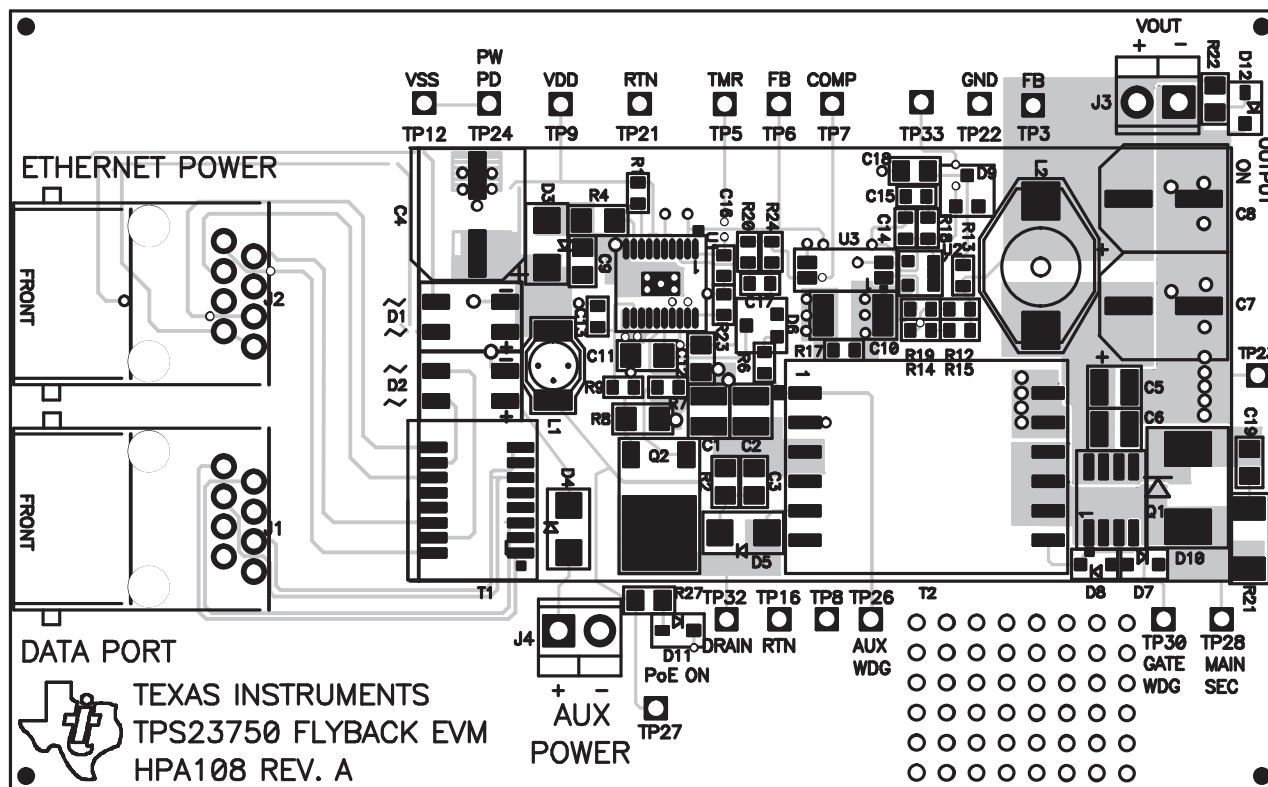 VOUT
+ -
R22
D12
J3
OUTPUT
ON
VSS
PW
PD
VDD
RTN
TMR
FB
COMP
GND
FB
TP12
TP24
TP9
TP21
TP5
TP6
TP7
TP33
TP22
TP3
ETHERNET POWER
C4
D3
R4
C16
R20
R24
C18
C15
D9
L2
C8
C9
U3
C14
R18
U2
R13
FRONT
J2
D1
C13
C17
D6
C7
C11
R23
R6
R17
C10
R19
R14
R12
R15
TP23
D2
R9
R7
R8
L1
C1
C2
C5
C6
C19
Q2
R2
C3
D4
D5
Q1
D10
FRONT
J1
T1
R27
TP32
TP16
TP8
TP26
T2
D8
D7
R21
DRAIN
RTN
AUX
WDG
TP30
GATE
WDG
TP28
MAIN
SEC
J4
D11
PoE ON
+ -
TP27
AUX
POWER
DATA PORT
TEXAS INSTRUMENTS
TPS23750 FLYBACK EVM
HPA108 REV. A